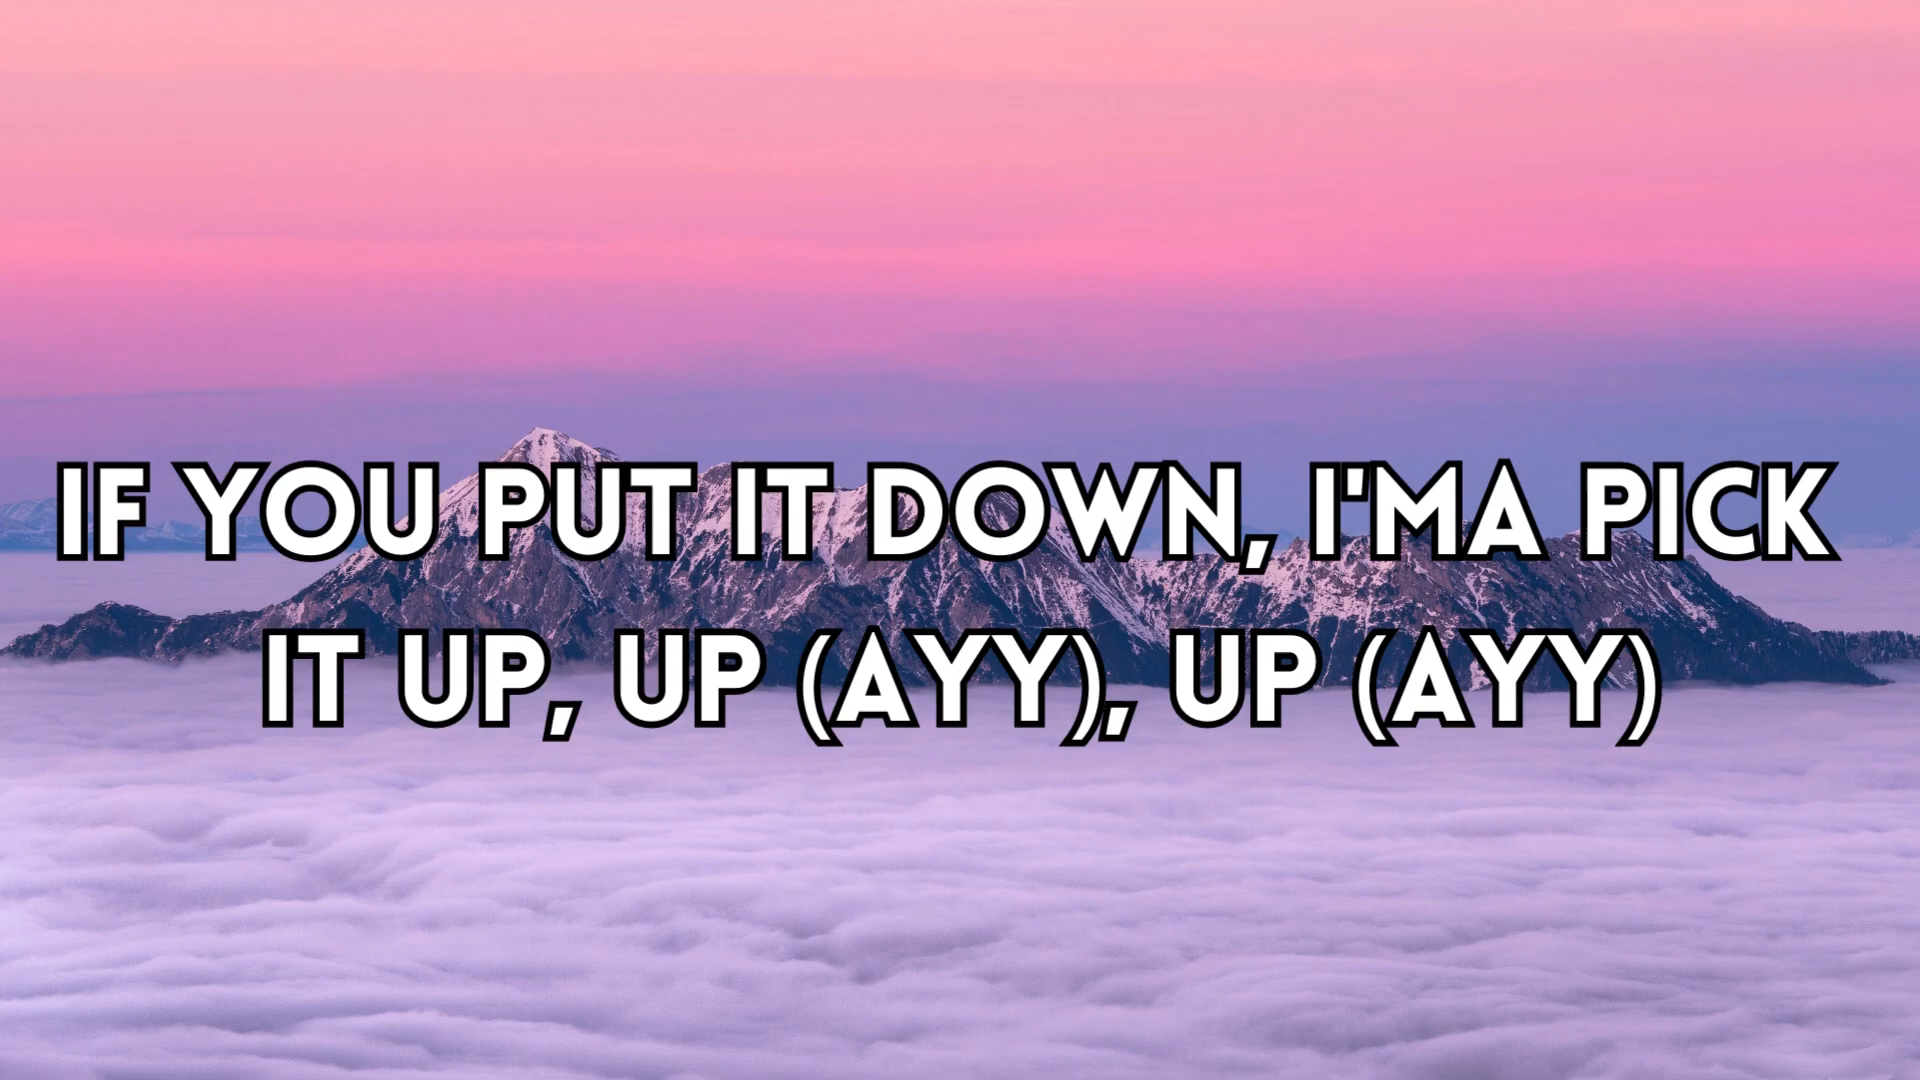 IF YOU PUT IT DOWN, I'MA PICK
IT UP, UP (AYY), UP (AYY)